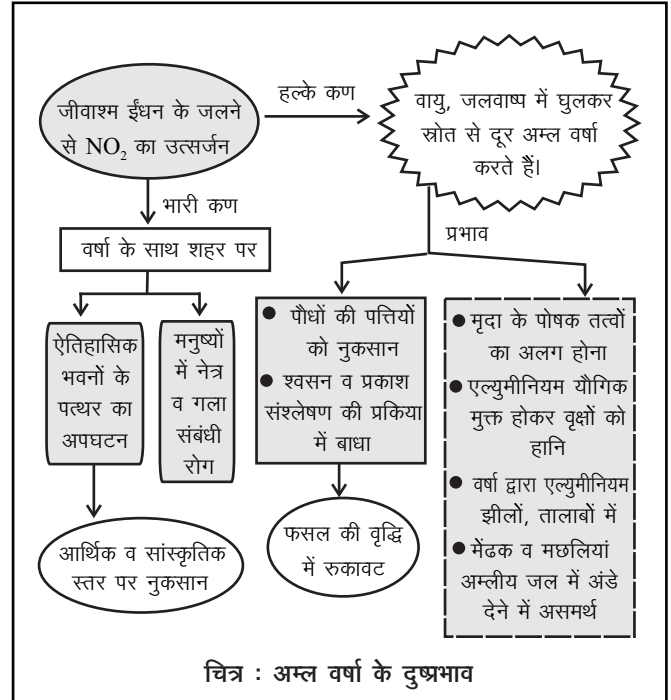 जीवाश्म ईंधन के जलने
से NO₂ का उत्सर्जन
हल्के कण
वायु, जलवाष्प में घुलकर
स्रोत से दूर अम्ल वर्षा
करते हैं।
भारी कण
प्रभाव
वर्षा के साथ शहर पर
ऐतिहासिक
भवनों के
पत्थर का
अपघटन
मनुष्यों
में नेत्र
व गला
संबंधी
रोग
● पौधों की पत्तियों
को नुकसान
● श्वसन व प्रकाश
संश्लेषण की प्रकिया
में बाधा
● मृदा के पोषक तत्वों
का अलग होना
● एल्युमीनियम यौगिक
मुक्त होकर वृक्षों को
हानि
● वर्षा द्वारा एल्युमीनियम
झीलों, तालाबों में
● मेंढक व मछलियां
अम्लीय जल में अंडे
देने में असमर्थ
आर्थिक व सांस्कृतिक
स्तर पर नुकसान
फसल की वृद्धि
में रुकावट
चित्र : अम्ल वर्षा के दुष्प्रभाव